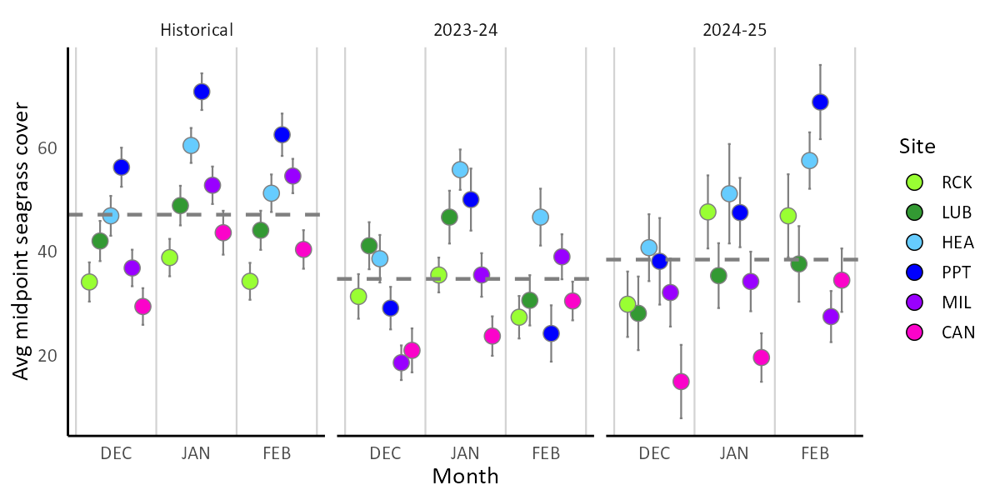 Historical
2023-24
2024-25
Avg midpoint seagrass cover
60
40
20
DEC
JAN
FEB
DEC
JAN
FEB
DEC
JAN
FEB
Month
Site
RCK
LUB
HEA
PPT
MIL
CAN